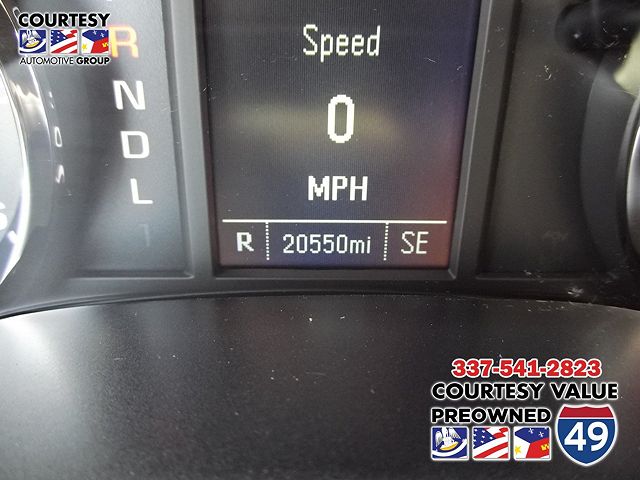 COURTESY
AUTOMOTIVE GROUP
R
N
D
L
Speed
0
MPH
R 20550mi SE
337-541-2823
COURTESY VALUE
PREOWNED
49